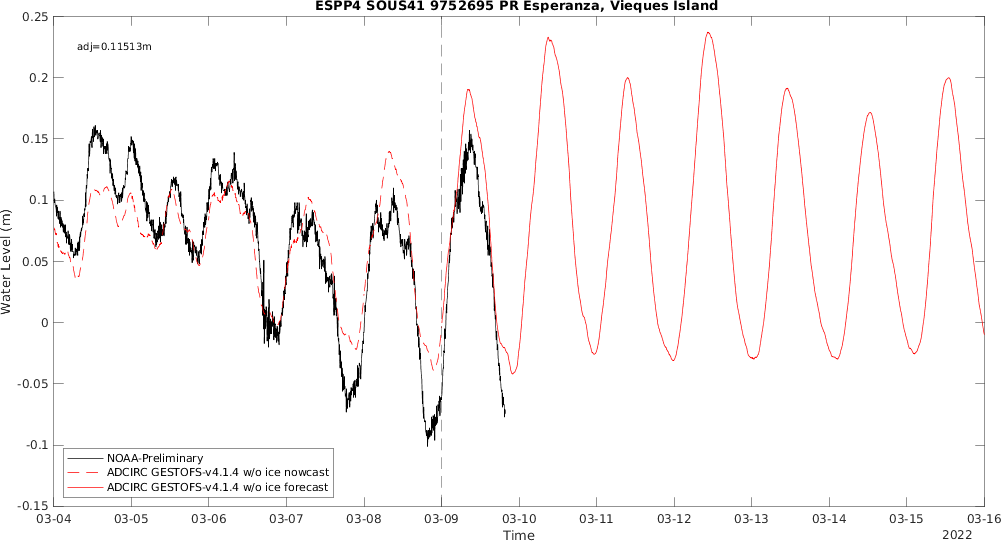 ESPP4 SOUS41 9752695 PR Esperanza, Vieques Island
adj=0.11513m
0.25
0.2
0.15
0.1
0.05
0
-0.05
-0.1
-0.15
Water Level (m)
NOAA-Preliminary
ADCIRC GESTOFS-v4.1.4 w/o ice nowcast
ADCIRC GESTOFS-v4.1.4 w/o ice forecast
03-04 03-05 03-06 03-07 03-08 03-09 03-10 03-11 03-12 03-13 03-14 03-15 03-16
Time
2022